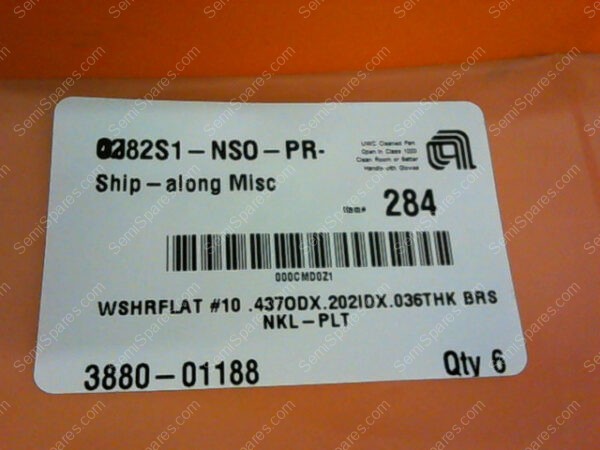 82S1-NSO-PR-
Ship-along Misc
UWC Cleaned Part
Open in Class 1000
Clean Room or Better
Handle with Gloves
Item# 284
000CMD0Z1
WSHRFLAT #10 .437ODX.202IDX.036THK BRS
NKL-PLT
3880-01188
Qty 6
SemiSpares.com